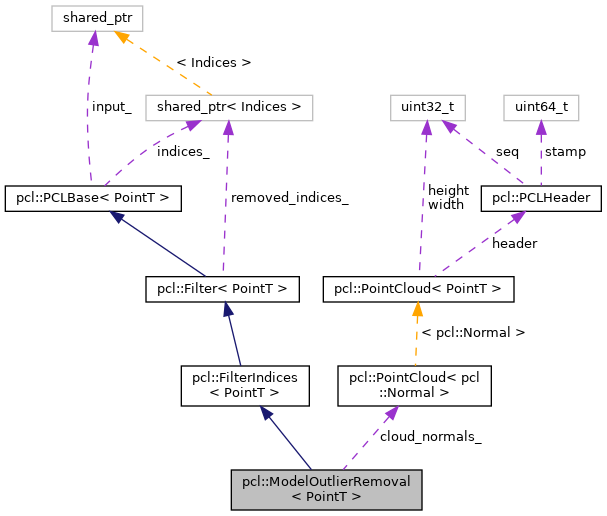 shared_ptr
< Indices >
shared_ptr< Indices >
uint32_t
uint64_t
input_
indices_
seq
stamp
pcl::PCLBase< PointT >
removed_indices_
height
width
pcl::PCLHeader
header
pcl::Filter< PointT >
pcl::PointCloud< PointT >
< pcl::Normal >
pcl::FilterIndices
< PointT >
pcl::PointCloud< pcl
::Normal >
cloud_normals_
pcl::ModelOutlierRemoval
< PointT >